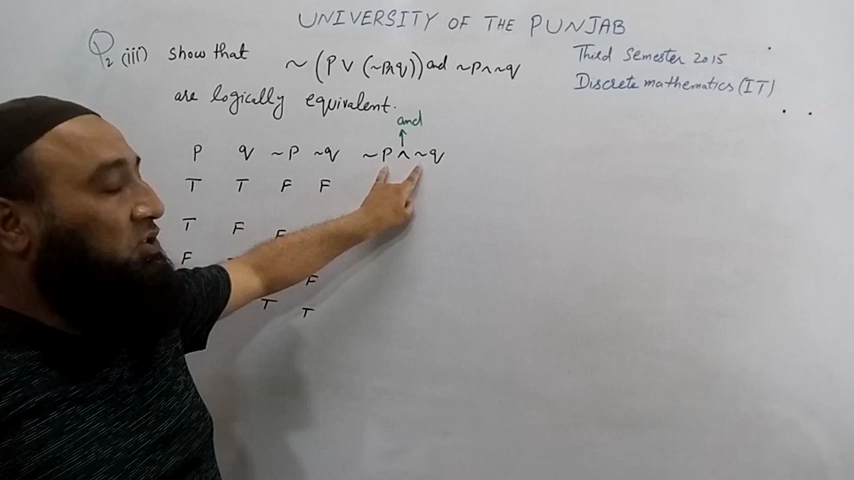 UNIVERSITY OF THE PUNJAB
Q2 (iii) Show that ~(P∨(~P∧q)) and ~P∧~q
Third Semester 2015
Discrete mathematics (IT)
are logically equivalent.
and
↑
P q ~P ~q ~P∧~q
T T F F
T F F
F
F
T T